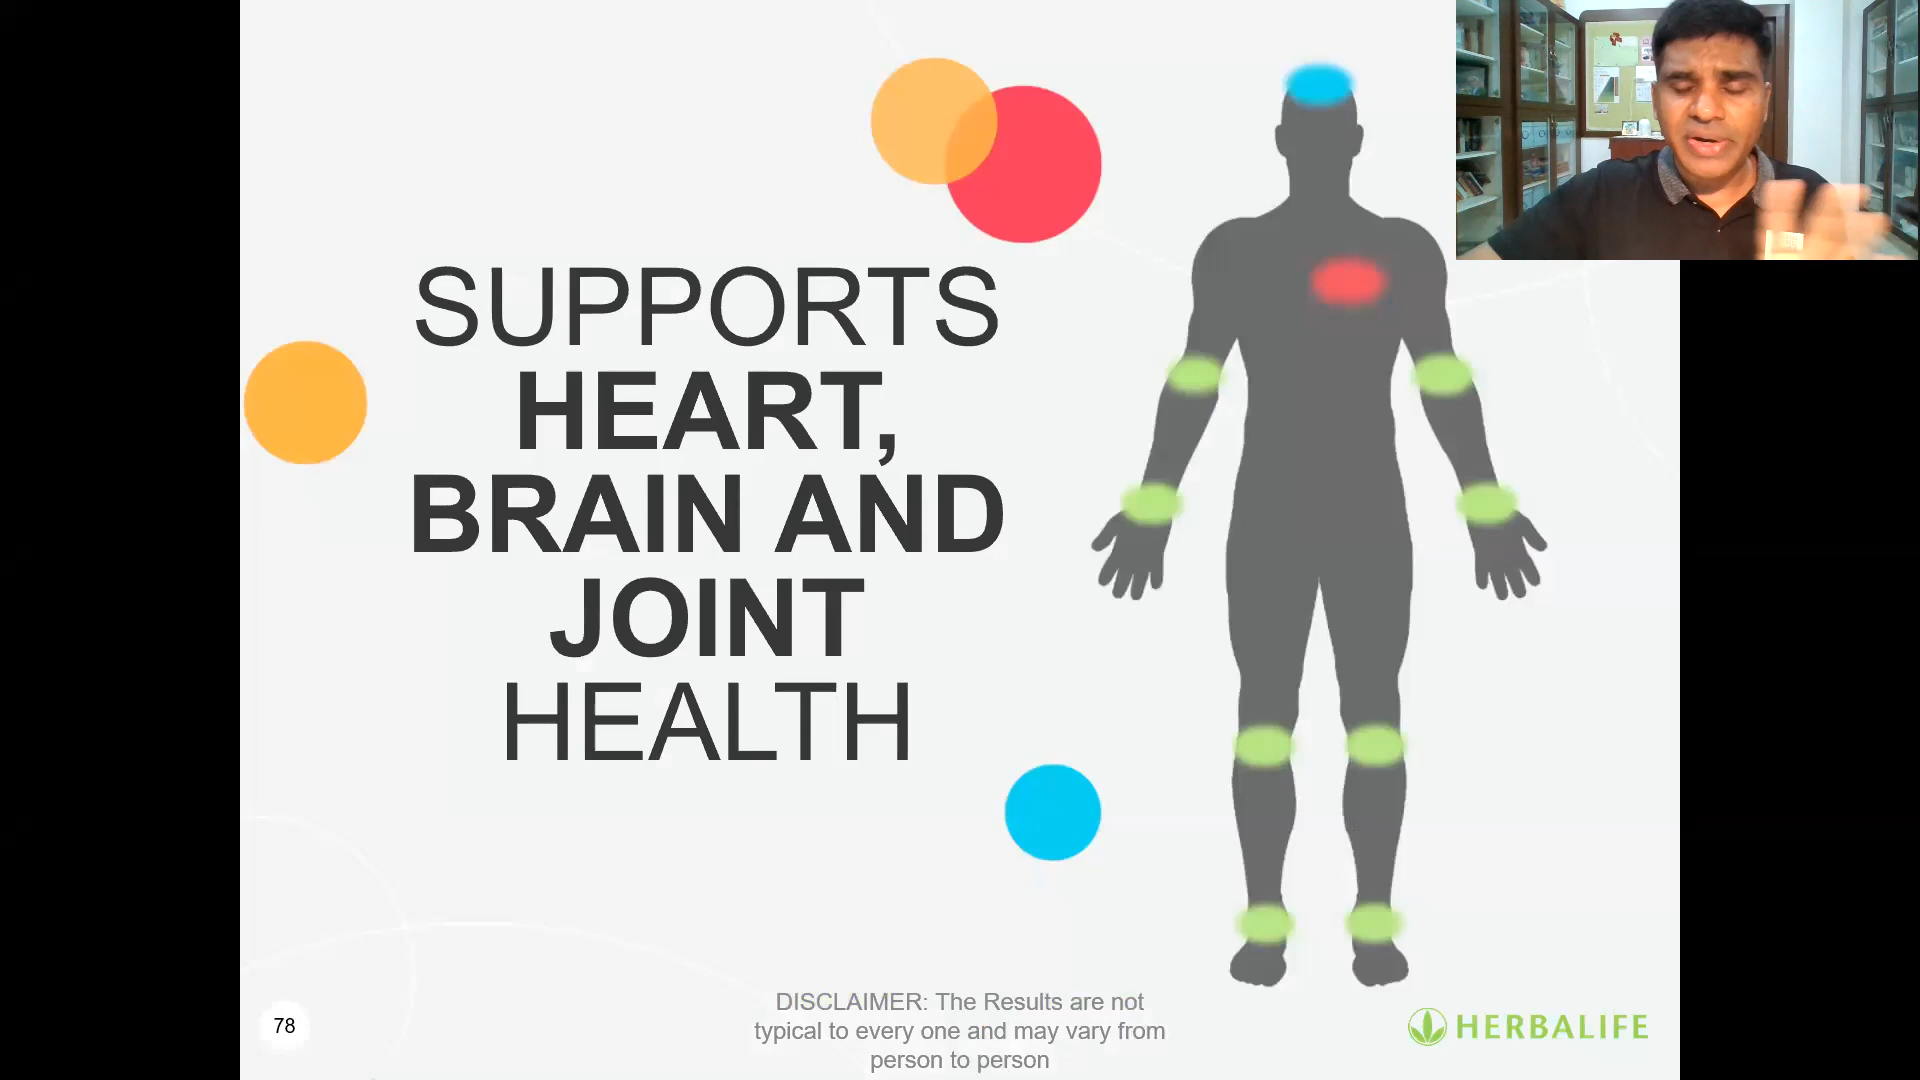 SUPPORTS
HEART,
BRAIN AND
JOINT
HEALTH
78
DISCLAIMER: The Results are not
typical to every one and may vary from
person to person
HERBALIFE